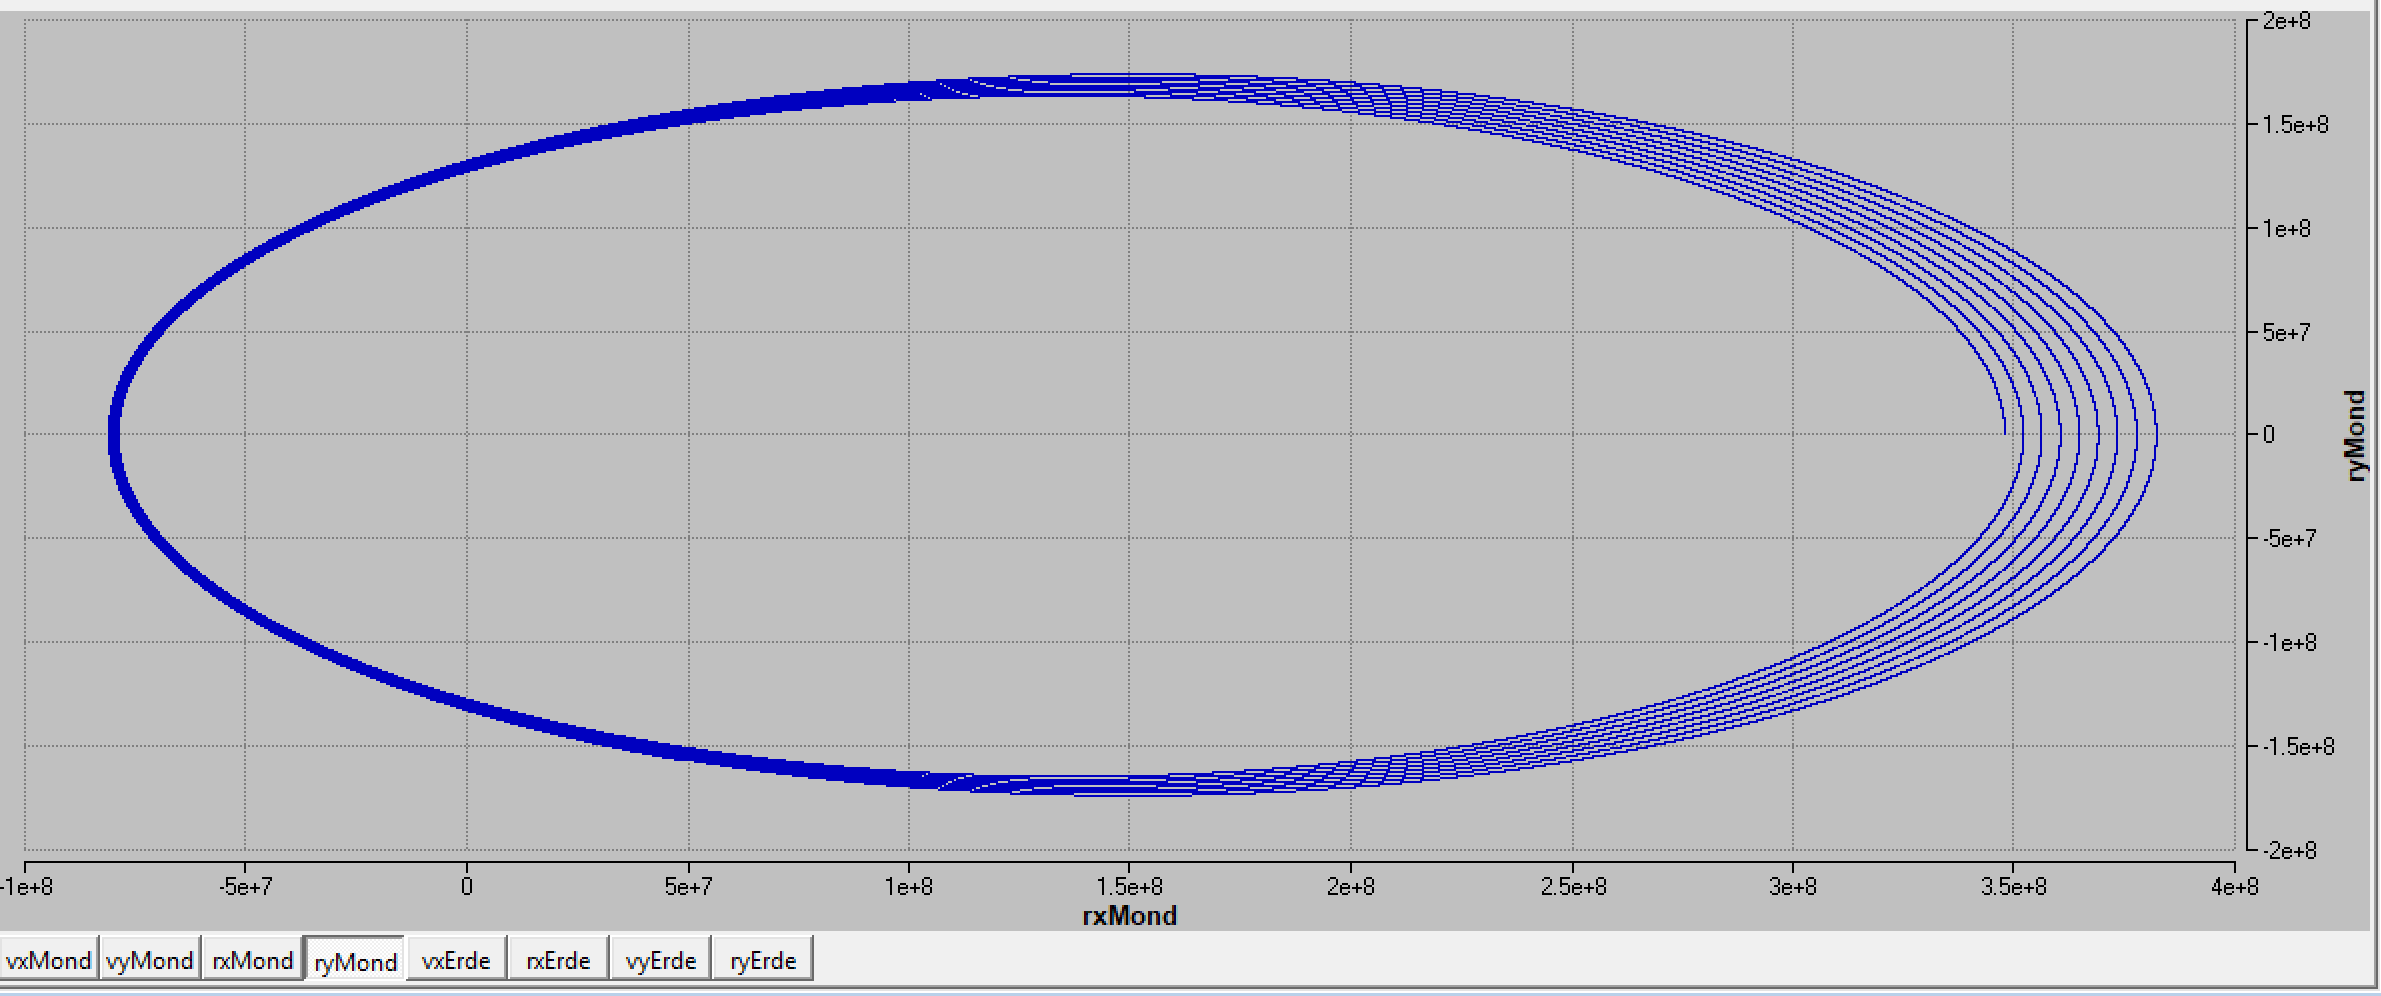 2e+8
1.5e+8
1e+8
5e+7
0
-5e+7
-1e+8
-1.5e+8
-2e+8
ryMond
-1e+8 -5e+7 0 5e+7 1e+8 1.5e+8 2e+8 2.5e+8 3e+8 3.5e+8 4e+8
rxMond
vxMond vyMond rxMond ryMond vxErde rxErde vyErde ryErde